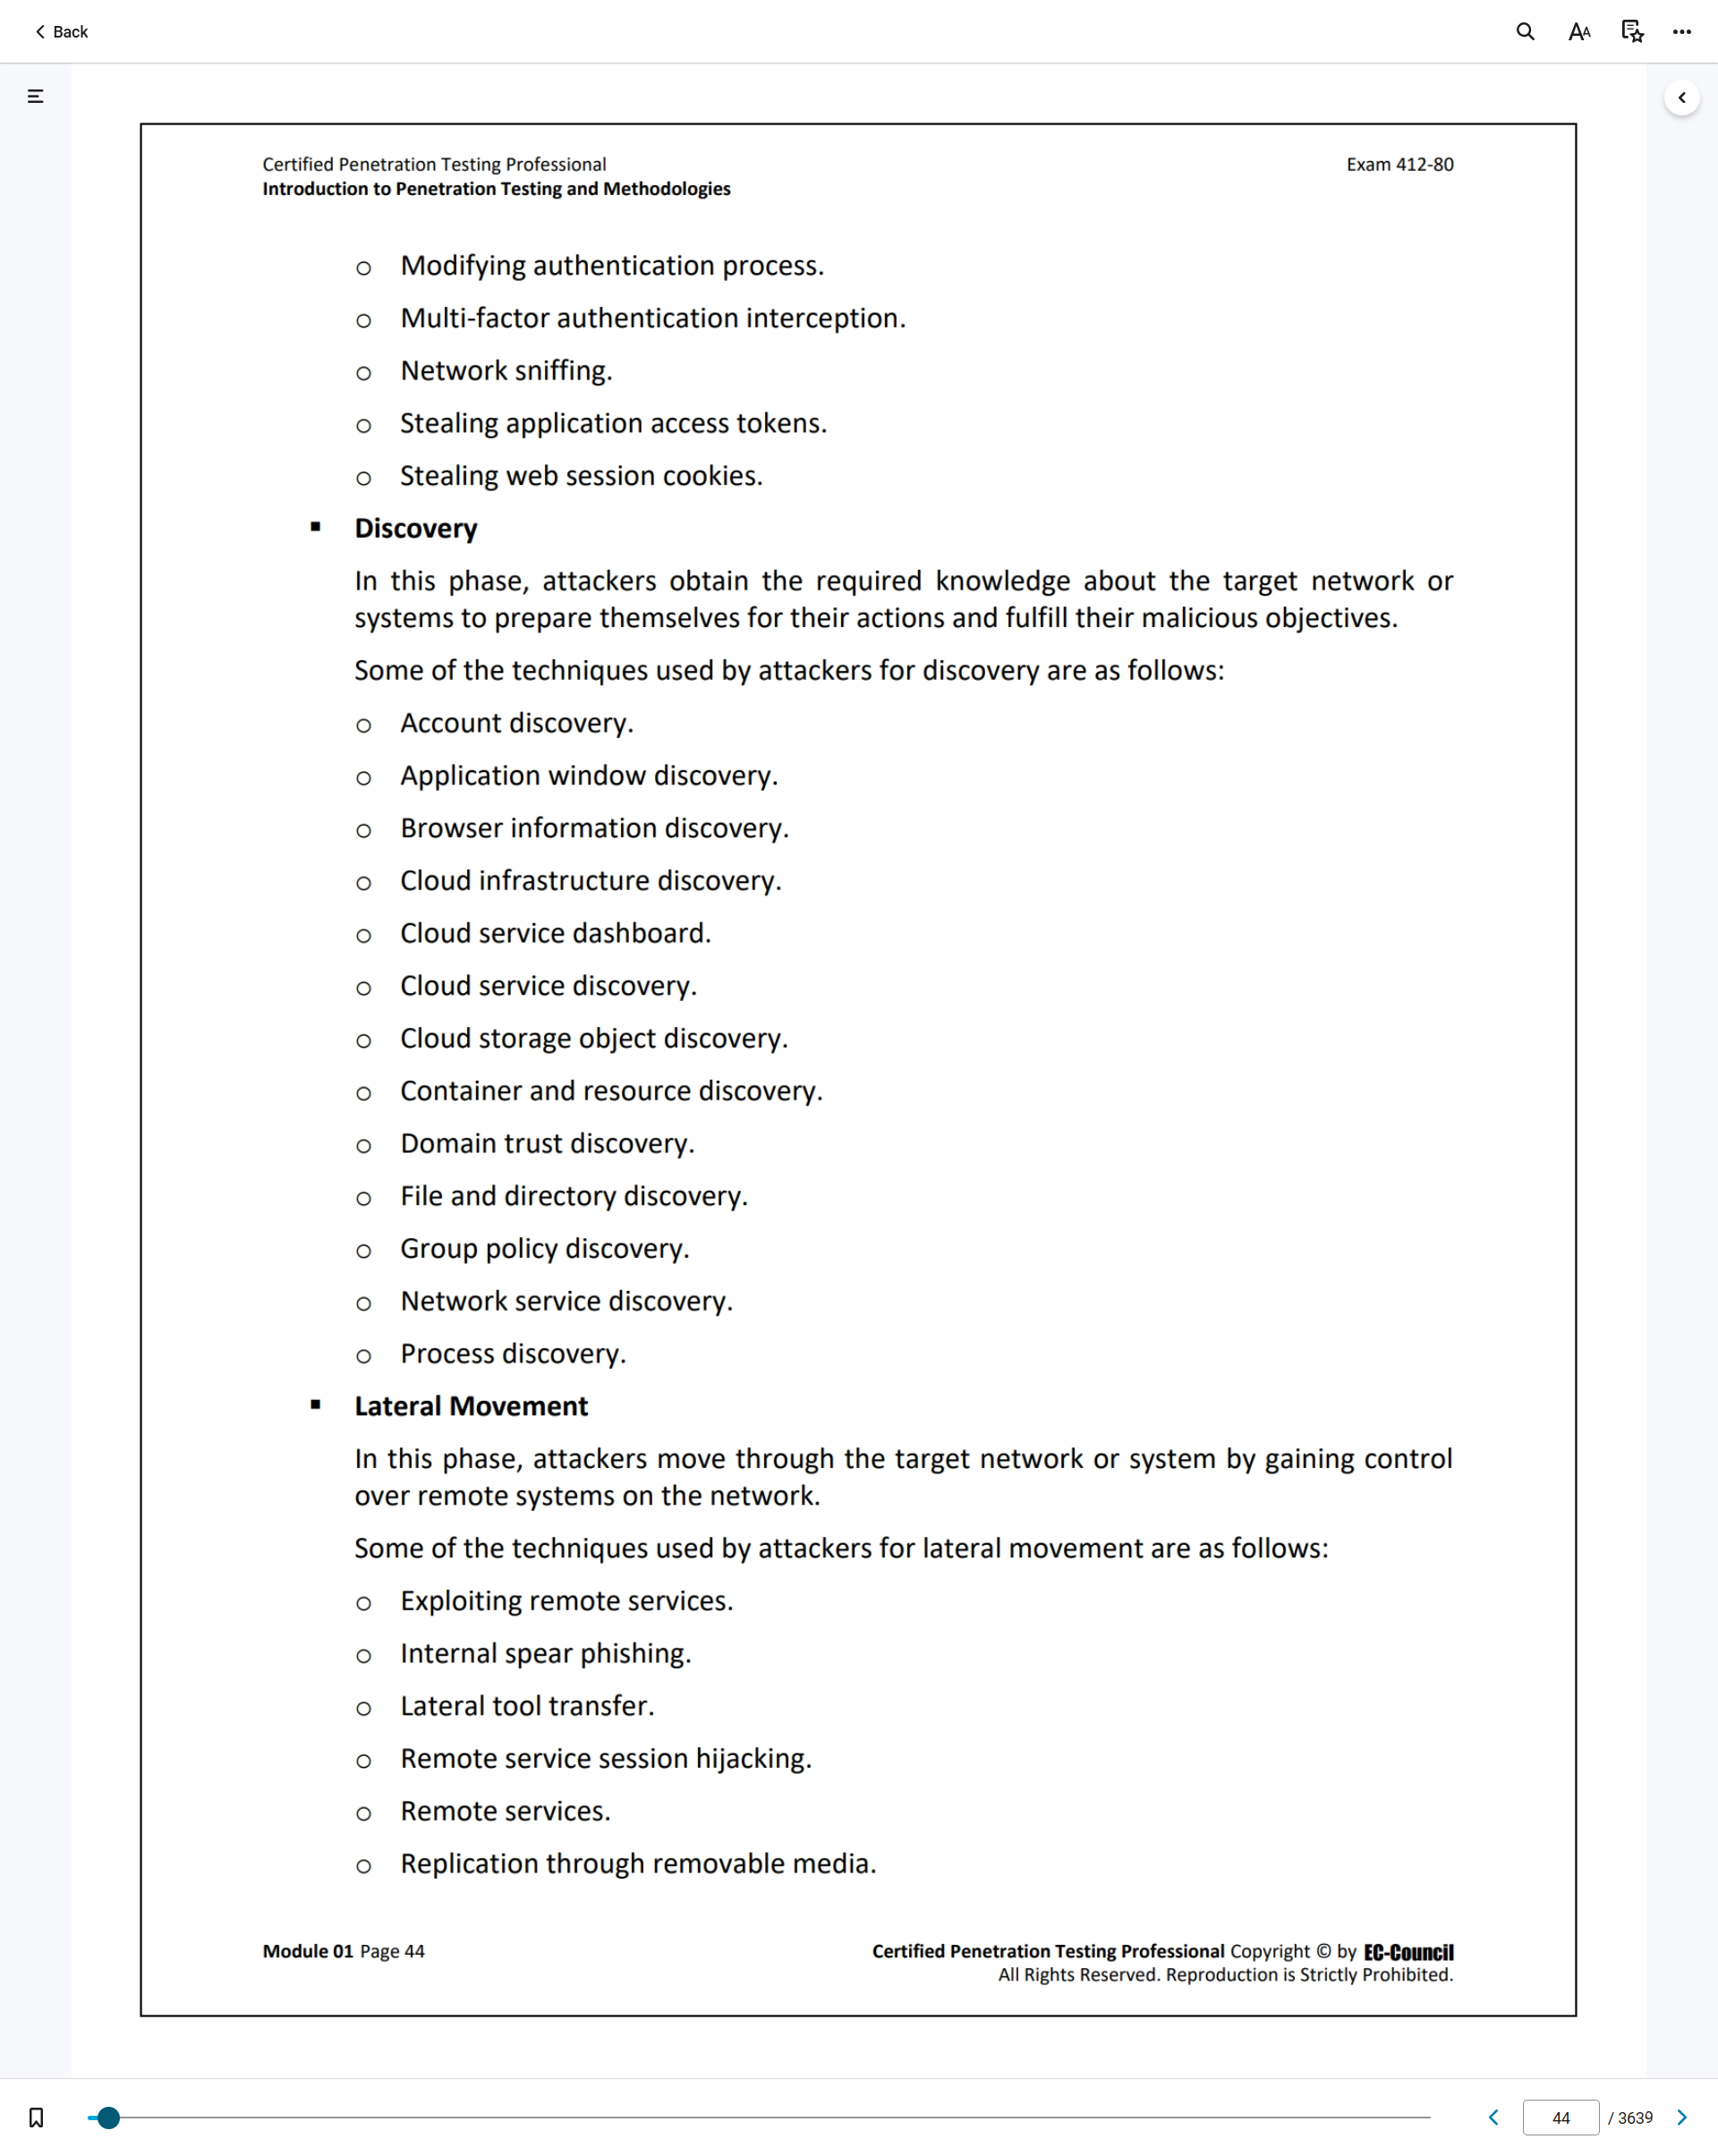 Back
Certified Penetration Testing Professional Exam 412-80
Introduction to Penetration Testing and Methodologies
o Modifying authentication process.
o Multi-factor authentication interception.
o Network sniffing.
o Stealing application access tokens.
o Stealing web session cookies.
▪ Discovery
In this phase, attackers obtain the required knowledge about the target network or
systems to prepare themselves for their actions and fulfill their malicious objectives.
Some of the techniques used by attackers for discovery are as follows:
o Account discovery.
o Application window discovery.
o Browser information discovery.
o Cloud infrastructure discovery.
o Cloud service dashboard.
o Cloud service discovery.
o Cloud storage object discovery.
o Container and resource discovery.
o Domain trust discovery.
o File and directory discovery.
o Group policy discovery.
o Network service discovery.
o Process discovery.
▪ Lateral Movement
In this phase, attackers move through the target network or system by gaining control
over remote systems on the network.
Some of the techniques used by attackers for lateral movement are as follows:
o Exploiting remote services.
o Internal spear phishing.
o Lateral tool transfer.
o Remote service session hijacking.
o Remote services.
o Replication through removable media.
Module 01 Page 44 Certified Penetration Testing Professional Copyright © by EC-Council
All Rights Reserved. Reproduction is Strictly Prohibited.
44 / 3639